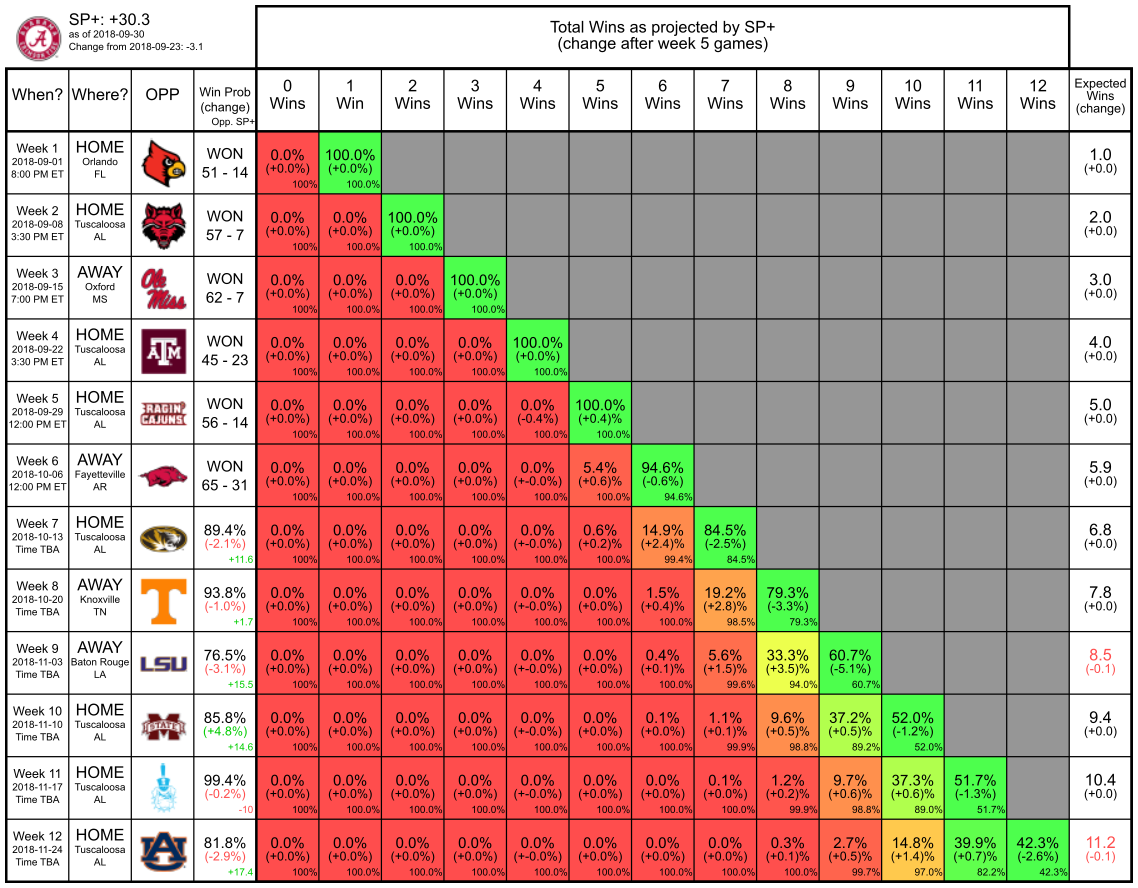 SP+: +30.3
as of 2018-09-30
Change from 2018-09-23: -3.1
Total Wins as projected by SP+
(change after week 5 games)
When? Where? OPP Win Prob (change) Opp. SP+ 0 Wins 1 Win 2 Wins 3 Wins 4 Wins 5 Wins 6 Wins 7 Wins 8 Wins 9 Wins 10 Wins 11 Wins 12 Wins Expected Wins (change)
Week 1 HOME WON 0.0% 100.0% 1.0
2018-09-01 Orlando 51 - 14 (+0.0%) (+0.0%) (+0.0)
8:00 PM ET FL 100% 100.0%
Week 2 HOME WON 0.0% 0.0% 100.0% 2.0
2018-09-08 Tuscaloosa 57 - 7 (+0.0%) (+0.0%) (+0.0%) (+0.0)
3:30 PM ET AL 100% 100.0% 100.0%
Week 3 AWAY Ole WON 0.0% 0.0% 0.0% 100.0% 3.0
2018-09-15 Oxford Miss 62 - 7 (+0.0%) (+0.0%) (+0.0%) (+0.0%) (+0.0)
7:00 PM ET MS 100% 100.0% 100.0% 100.0%
Week 4 HOME ATM WON 0.0% 0.0% 0.0% 0.0% 100.0% 4.0
2018-09-22 Tuscaloosa 45 - 23 (+0.0%) (+0.0%) (+0.0%) (+0.0%) (+0.0%) (+0.0)
3:30 PM ET AL 100% 100.0% 100.0% 100.0% 100.0%
Week 5 HOME RAGIN' WON 0.0% 0.0% 0.0% 0.0% 0.0% 100.0% 5.0
2018-09-29 Tuscaloosa CAJUNS 56 - 14 (+0.0%) (+0.0%) (+0.0%) (+0.0%) (-0.4%) (+0.4)% (+0.0)
12:00 PM ET AL 100% 100.0% 100.0% 100.0% 100.0% 100.0%
Week 6 AWAY WON 0.0% 0.0% 0.0% 0.0% 0.0% 5.4% 94.6% 5.9
2018-10-06 Fayetteville 65 - 31 (+0.0%) (+0.0%) (+0.0%) (+0.0%) (+-0.0%) (+0.6)% (-0.6%) (+0.0)
12:00 PM ET AR 100% 100.0% 100.0% 100.0% 100.0% 100.0% 94.6%
Week 7 HOME 89.4% 0.0% 0.0% 0.0% 0.0% 0.0% 0.6% 14.9% 84.5% 6.8
2018-10-13 Tuscaloosa (-2.1%) (+0.0%) (+0.0%) (+0.0%) (+0.0%) (+-0.0%) (+0.2)% (+2.4)% (-2.5%) (+0.0)
Time TBA AL +11.6 100% 100.0% 100.0% 100.0% 100.0% 100.0% 99.4% 84.5%
Week 8 AWAY T 93.8% 0.0% 0.0% 0.0% 0.0% 0.0% 0.0% 1.5% 19.2% 79.3% 7.8
2018-10-20 Knoxville (-1.0%) (+0.0%) (+0.0%) (+0.0%) (+0.0%) (+-0.0%) (+0.0%) (+0.4)% (+2.8)% (-3.3%) (+0.0)
Time TBA TN +1.7 100% 100.0% 100.0% 100.0% 100.0% 100.0% 100.0% 98.5% 79.3%
Week 9 AWAY LSU 76.5% 0.0% 0.0% 0.0% 0.0% 0.0% 0.0% 0.4% 5.6% 33.3% 60.7% 8.5
2018-11-03 Baton Rouge (-3.1%) (+0.0%) (+0.0%) (+0.0%) (+0.0%) (+-0.0%) (+0.0%) (+0.1)% (+1.5)% (+3.5)% (-5.1%) (-0.1)
Time TBA LA +15.5 100% 100.0% 100.0% 100.0% 100.0% 100.0% 100.0% 99.6% 94.0% 60.7%
Week 10 HOME STATE 85.8% 0.0% 0.0% 0.0% 0.0% 0.0% 0.0% 0.1% 1.1% 9.6% 37.2% 52.0% 9.4
2018-11-10 Tuscaloosa (+4.8%) (+0.0%) (+0.0%) (+0.0%) (+0.0%) (+-0.0%) (+0.0%) (+0.0%) (+0.1)% (+0.5)% (+0.5)% (-1.2%) (+0.0)
Time TBA AL +14.6 100% 100.0% 100.0% 100.0% 100.0% 100.0% 100.0% 99.9% 98.8% 89.2% 52.0%
Week 11 HOME 99.4% 0.0% 0.0% 0.0% 0.0% 0.0% 0.0% 0.0% 0.1% 1.2% 9.7% 37.3% 51.7% 10.4
2018-11-17 Tuscaloosa (-0.2%) (+0.0%) (+0.0%) (+0.0%) (+0.0%) (+-0.0%) (+0.0%) (+0.0%) (+0.0%) (+0.2)% (+0.6)% (+0.6)% (-1.3%) (+0.0)
Time TBA AL -10 100% 100.0% 100.0% 100.0% 100.0% 100.0% 100.0% 100.0% 99.9% 98.8% 89.0% 51.7%
Week 12 HOME AU 81.8% 0.0% 0.0% 0.0% 0.0% 0.0% 0.0% 0.0% 0.0% 0.3% 2.7% 14.8% 39.9% 42.3% 11.2
2018-11-24 Tuscaloosa (-2.9%) (+0.0%) (+0.0%) (+0.0%) (+0.0%) (+-0.0%) (+0.0%) (+0.0%) (+0.0%) (+0.1)% (+0.5)% (+1.4)% (+0.7)% (-2.6%) (-0.1)
Time TBA AL +17.4 100% 100.0% 100.0% 100.0% 100.0% 100.0% 100.0% 100.0% 100.0% 99.7% 97.0% 82.2% 42.3%